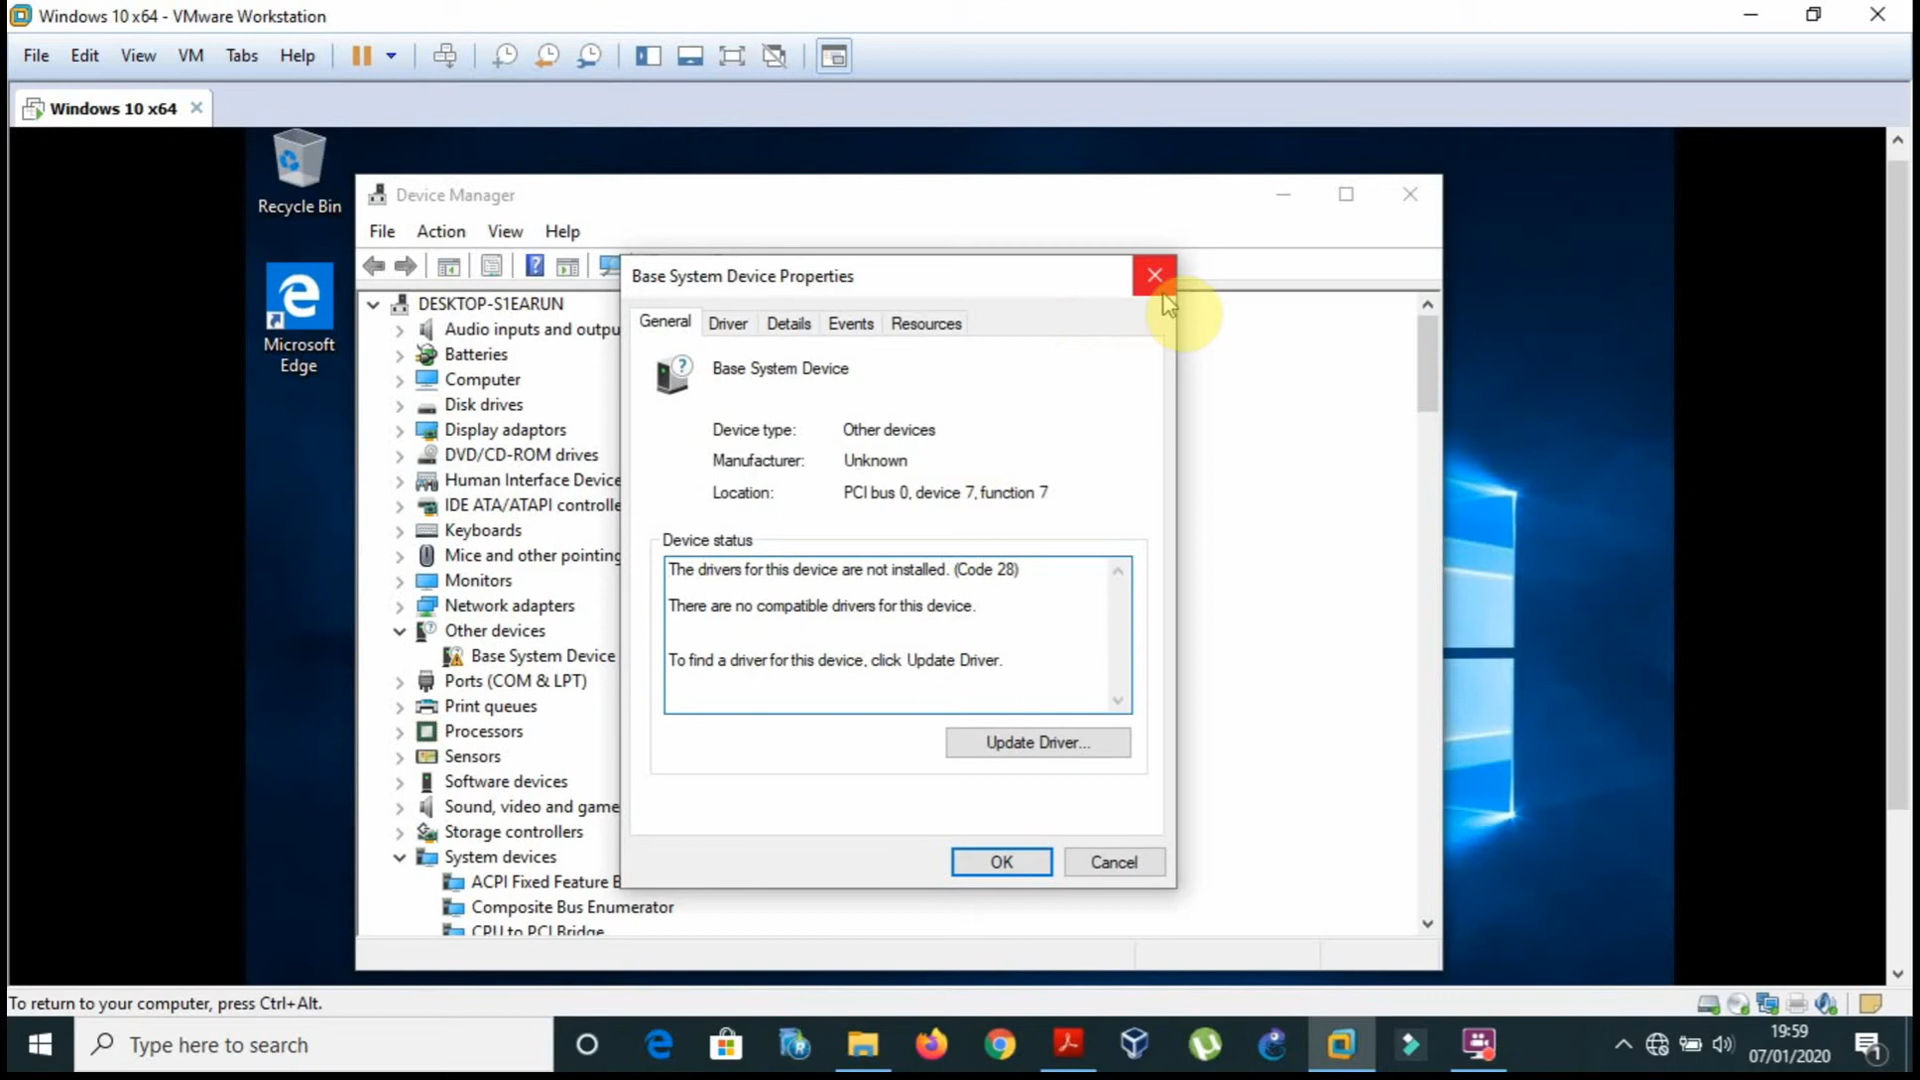 Windows 10 x64 - VMware Workstation
File Edit View VM Tabs Help
Windows 10 x64
Recycle Bin
Microsoft
Edge
Device Manager
File Action View Help
DESKTOP-S1EARUN
Audio inputs and outpu
Batteries
Computer
Disk drives
Display adaptors
DVD/CD-ROM drives
Human Interface Device
IDE ATA/ATAPI controlle
Keyboards
Mice and other pointing
Monitors
Network adapters
Other devices
Base System Device
Ports (COM & LPT)
Print queues
Processors
Sensors
Software devices
Sound, video and game
Storage controllers
System devices
ACPI Fixed Feature B
Composite Bus Enumerator
CPU to PCI Bridge
Base System Device Properties
General Driver Details Events Resources
Base System Device
Device type: Other devices
Manufacturer: Unknown
Location: PCI bus 0, device 7, function 7
Device status
The drivers for this device are not installed. (Code 28)
There are no compatible drivers for this device.
To find a driver for this device, click Update Driver.
Update Driver...
OK Cancel
To return to your computer, press Ctrl+Alt.
Type here to search
19:59
07/01/2020
1